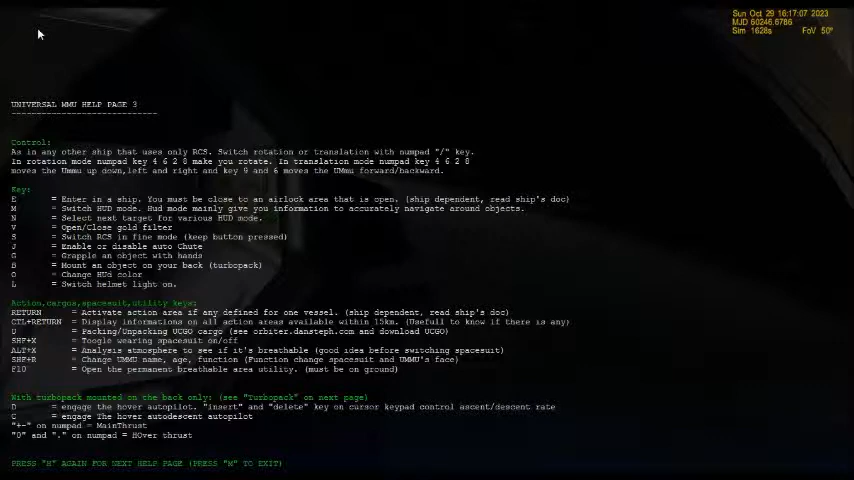 Sun Oct 29 16:17:07 2023
MJD 60246.6786
Sim 1628s FoV 50°
UNIVERSAL MMU HELP PAGE 3
----------------------------
Control:
As in any other ship that uses only RCS. Switch rotation or translation with numpad "/" key.
In rotation mode numpad key 4 6 2 8 make you rotate. In translation mode numpad key 4 6 2 8
moves the Ummu up down,left and right and key 9 and 6 moves the UMmu forward/backward.
Key:
E = Enter in a ship. You must be close to an airlock area that is open. (ship dependent, read ship's doc)
M = Switch HUD mode. Hud mode mainly give you information to accurately navigate around objects.
N = Select next target for various HUD mode.
V = Open/Close gold filter
S = Switch RCS in fine mode (keep button pressed)
J = Enable or disable auto Chute
G = Grapple an object with hands
B = Mount an object on your back (turbopack)
O = Change HUd color
L = Switch helmet light on.
Action,cargos,spacesuit,utility keys:
RETURN = Activate action area if any defined for one vessel. (ship dependent, read ship's doc)
CTL+RETURN = Display informations on all action areas available within 15km. (Usefull to know if there is any)
U = Packing/Unpacking UCGO cargo (see orbiter.dansteph.com and download UCGO)
SHF+X = Toogle wearing spacesuit on/off
ALT+X = Analysis atmosphere to see if it's breathable (good idea before switching spacesuit)
SHF+R = Change UMMU name, age, function (Function change spacesuit and UMMU's face)
F10 = Open the permanent breathable area utility. (must be on ground)
With turbopack mounted on the back only: (see "Turbopack" on next page)
D = engage the hover autopilot. "insert" and "delete" key on cursor keypad control ascent/descent rate
C = engage The hover autodescent autopilot
"+-" on numpad = MainThrust
"0" and "." on numpad = HOver thrust
PRESS "H" AGAIN FOR NEXT HELP PAGE (PRESS "M" TO EXIT)